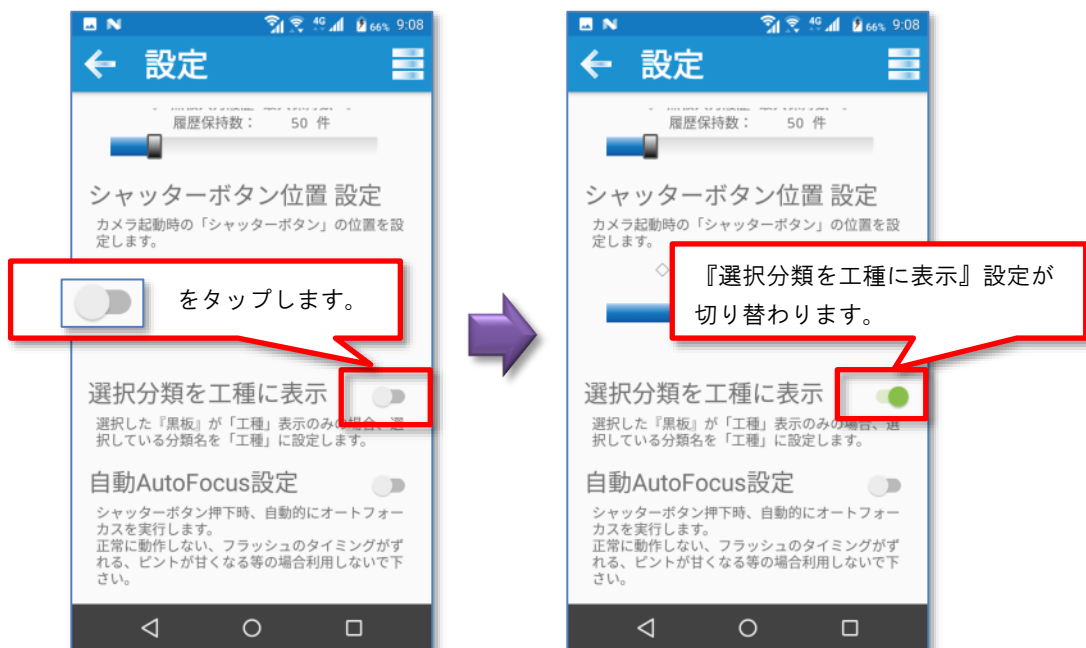 4G 66% 9:08
設定
履歴保持数： 50 件
シャッターボタン位置 設定
カメラ起動時の「シャッターボタン」の位置を設
定します。
をタップします。
選択分類を工種に表示
選択した『黒板』が「工種」表示のみの場合、選
択している分類名を「工種」に設定します。
自動AutoFocus設定
シャッターボタン押下時、自動的にオートフォー
カスを実行します。
正常に動作しない、フラッシュのタイミングがず
れる、ピントが甘くなる等の場合利用しないで下
さい。
4G 66% 9:08
設定
履歴保持数： 50 件
シャッターボタン位置 設定
カメラ起動時の「シャッターボタン」の位置を設
定します。
『選択分類を工種に表示』設定が
切り替わります。
選択分類を工種に表示
選択した『黒板』が「工種」表示のみの場合、選
択している分類名を「工種」に設定します。
自動AutoFocus設定
シャッターボタン押下時、自動的にオートフォー
カスを実行します。
正常に動作しない、フラッシュのタイミングがず
れる、ピントが甘くなる等の場合利用しないで下
さい。